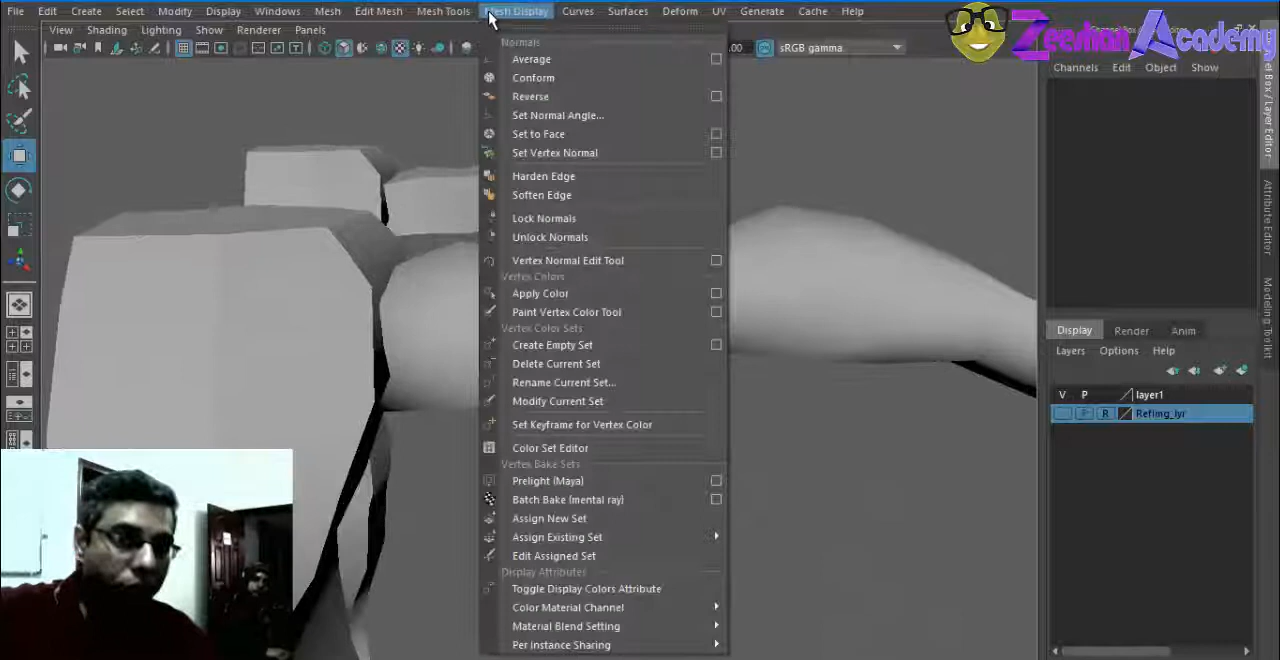 File Edit Create Select Modify Display Windows Mesh Edit Mesh Mesh Tools Mesh Display Curves Surfaces Deform UV Generate Cache Help
View Shading Lighting Show Renderer Panels
.00 sRGB gamma
Zeeshan Academy
Channels Edit Object Show
Normals
Average
Conform
Reverse
Set Normal Angle...
Set to Face
Set Vertex Normal
Harden Edge
Soften Edge
Lock Normals
Unlock Normals
Vertex Normal Edit Tool
Vertex Colors
Apply Color
Paint Vertex Color Tool
Vertex Color Sets
Create Empty Set
Delete Current Set
Rename Current Set...
Modify Current Set
Set Keyframe for Vertex Color
Color Set Editor
Vertex Bake Sets
Prelight (Maya)
Batch Bake (mental ray)
Assign New Set
Assign Existing Set
Edit Assigned Set
Display Attributes
Toggle Display Colors Attribute
Color Material Channel
Material Blend Setting
Per Instance Sharing
Display Render Anim
Layers Options Help
V P layer1
P R RefImg_lyr
Box / Layer Editor
Attribute Editor
Modeling Toolkit